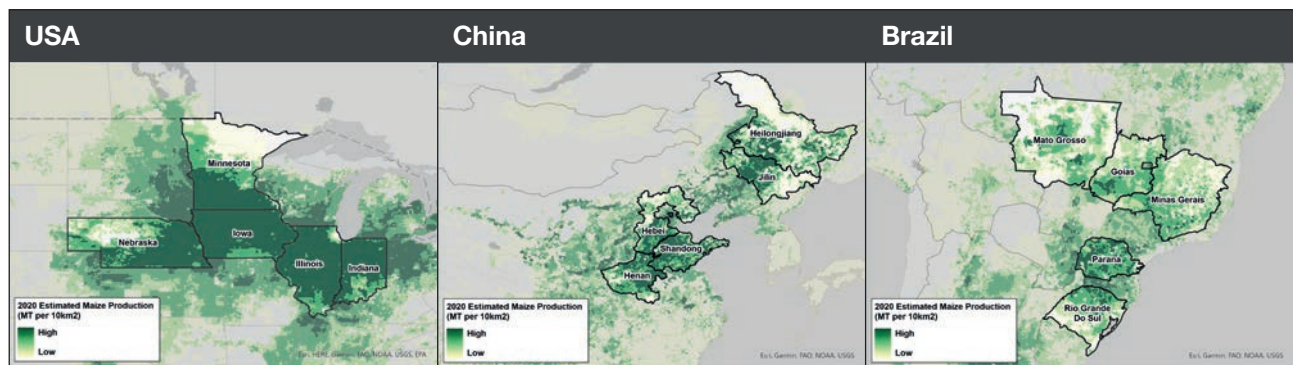 USA
Minnesota
Nebraska
Iowa
Illinois
Indiana
2020 Estimated Maize Production
(MT per 10km2)
High
Low
Esri, HERE, Garmin, FAO, NOAA, USGS, EPA
China
Heilongjiang
Jilin
Hebei
Shandong
Henan
2020 Estimated Maize Production
(MT per 10km2)
High
Low
Esri, Garmin, FAO, NOAA, USGS
Brazil
Mato Grosso
Goias
Minas Gerais
Parana
Rio Grande
Do Sul
2020 Estimated Maize Production
(MT per 10km2)
High
Low
Esri, Garmin, FAO, NOAA, USGS